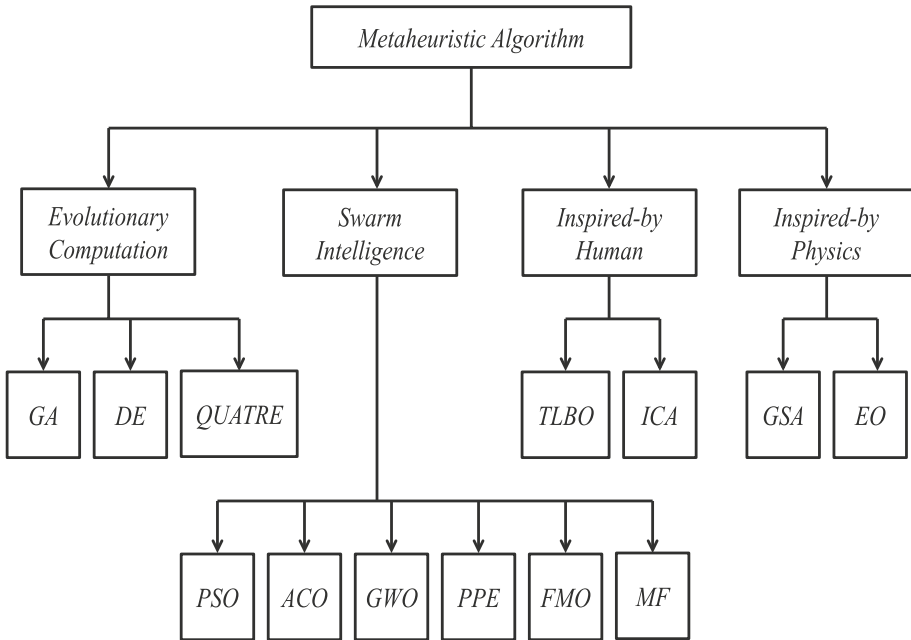 Metaheuristic Algorithm
Evolutionary
Computation
Swarm
Intelligence
Inspired-by
Human
Inspired-by
Physics
GA
DE
QUATRE
TLBO
ICA
GSA
EO
PSO
ACO
GWO
PPE
FMO
MF